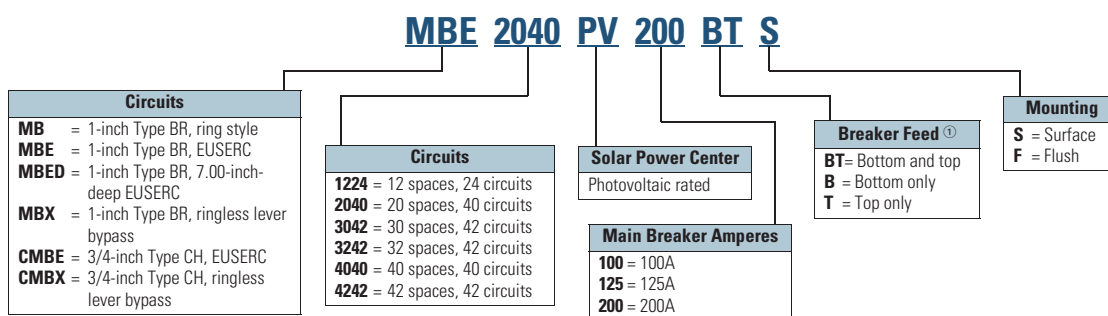 MBE 2040 PV 200 BT S
Circuits
MB = 1-inch Type BR, ring style
MBE = 1-inch Type BR, EUSERC
MBED = 1-inch Type BR, 7.00-inch-
deep EUSERC
MBX = 1-inch Type BR, ringless lever
bypass
CMBE = 3/4-inch Type CH, EUSERC
CMBX = 3/4-inch Type CH, ringless
lever bypass
Circuits
1224 = 12 spaces, 24 circuits
2040 = 20 spaces, 40 circuits
3042 = 30 spaces, 42 circuits
3242 = 32 spaces, 42 circuits
4040 = 40 spaces, 40 circuits
4242 = 42 spaces, 42 circuits
Solar Power Center
Photovoltaic rated
Main Breaker Amperes
100 = 100A
125 = 125A
200 = 200A
Breaker Feed ①
BT= Bottom and top
B = Bottom only
T = Top only
Mounting
S = Surface
F = Flush